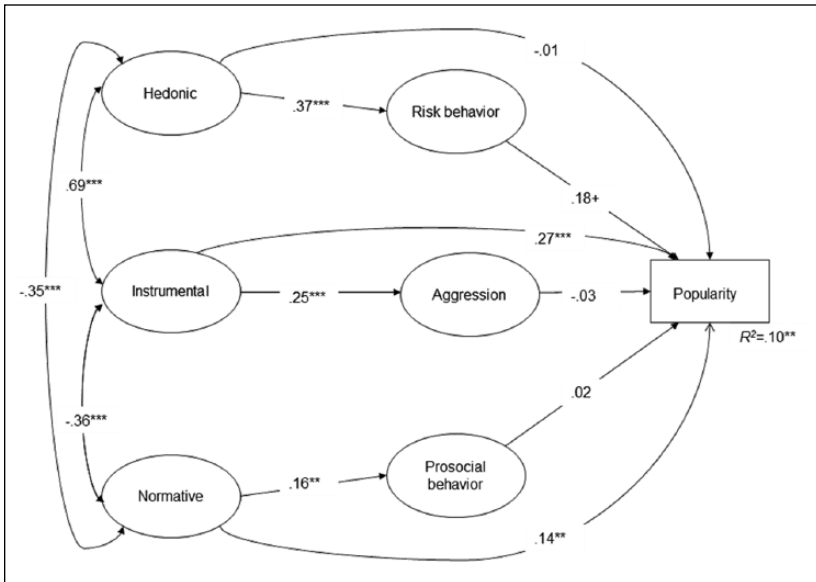 -.01
Hedonic
.37***
Risk behavior
.69***
.18+
.27***
-.35***
Instrumental
.25***
Aggression
-.03
Popularity
R²=.10**
-.36***
.02
Normative
.16**
Prosocial
behavior
.14**